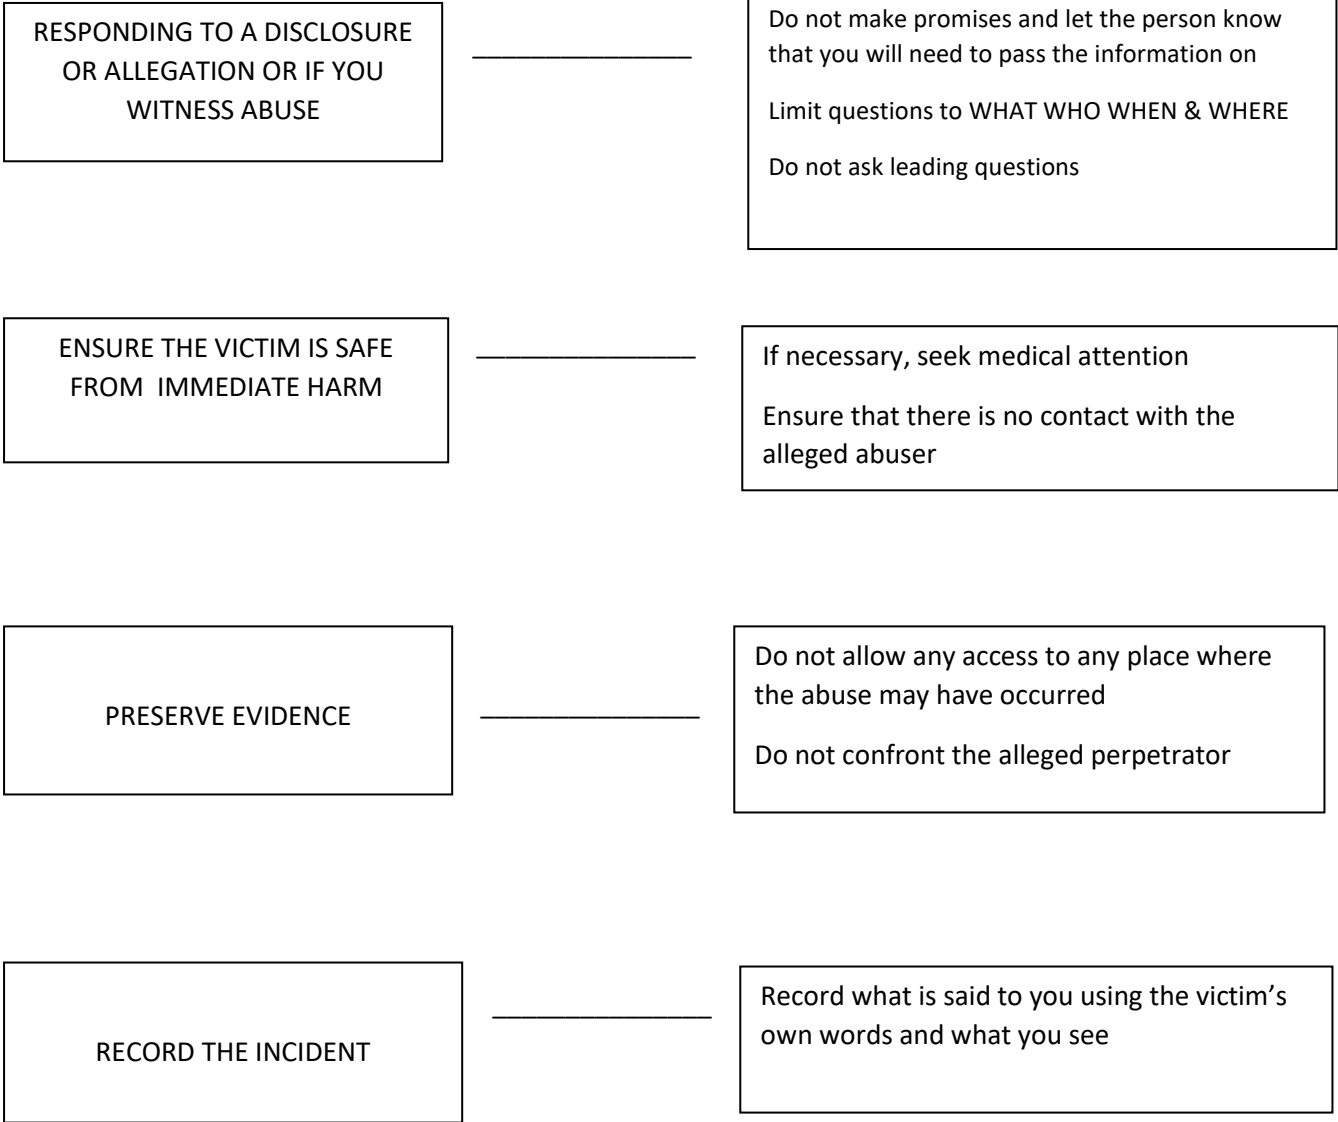 RESPONDING TO A DISCLOSURE
OR ALLEGATION OR IF YOU
WITNESS ABUSE
Do not make promises and let the person know
that you will need to pass the information on
Limit questions to WHAT WHO WHEN & WHERE
Do not ask leading questions
ENSURE THE VICTIM IS SAFE
FROM IMMEDIATE HARM
If necessary, seek medical attention
Ensure that there is no contact with the
alleged abuser
PRESERVE EVIDENCE
Do not allow any access to any place where
the abuse may have occurred
Do not confront the alleged perpetrator
RECORD THE INCIDENT
Record what is said to you using the victim’s
own words and what you see